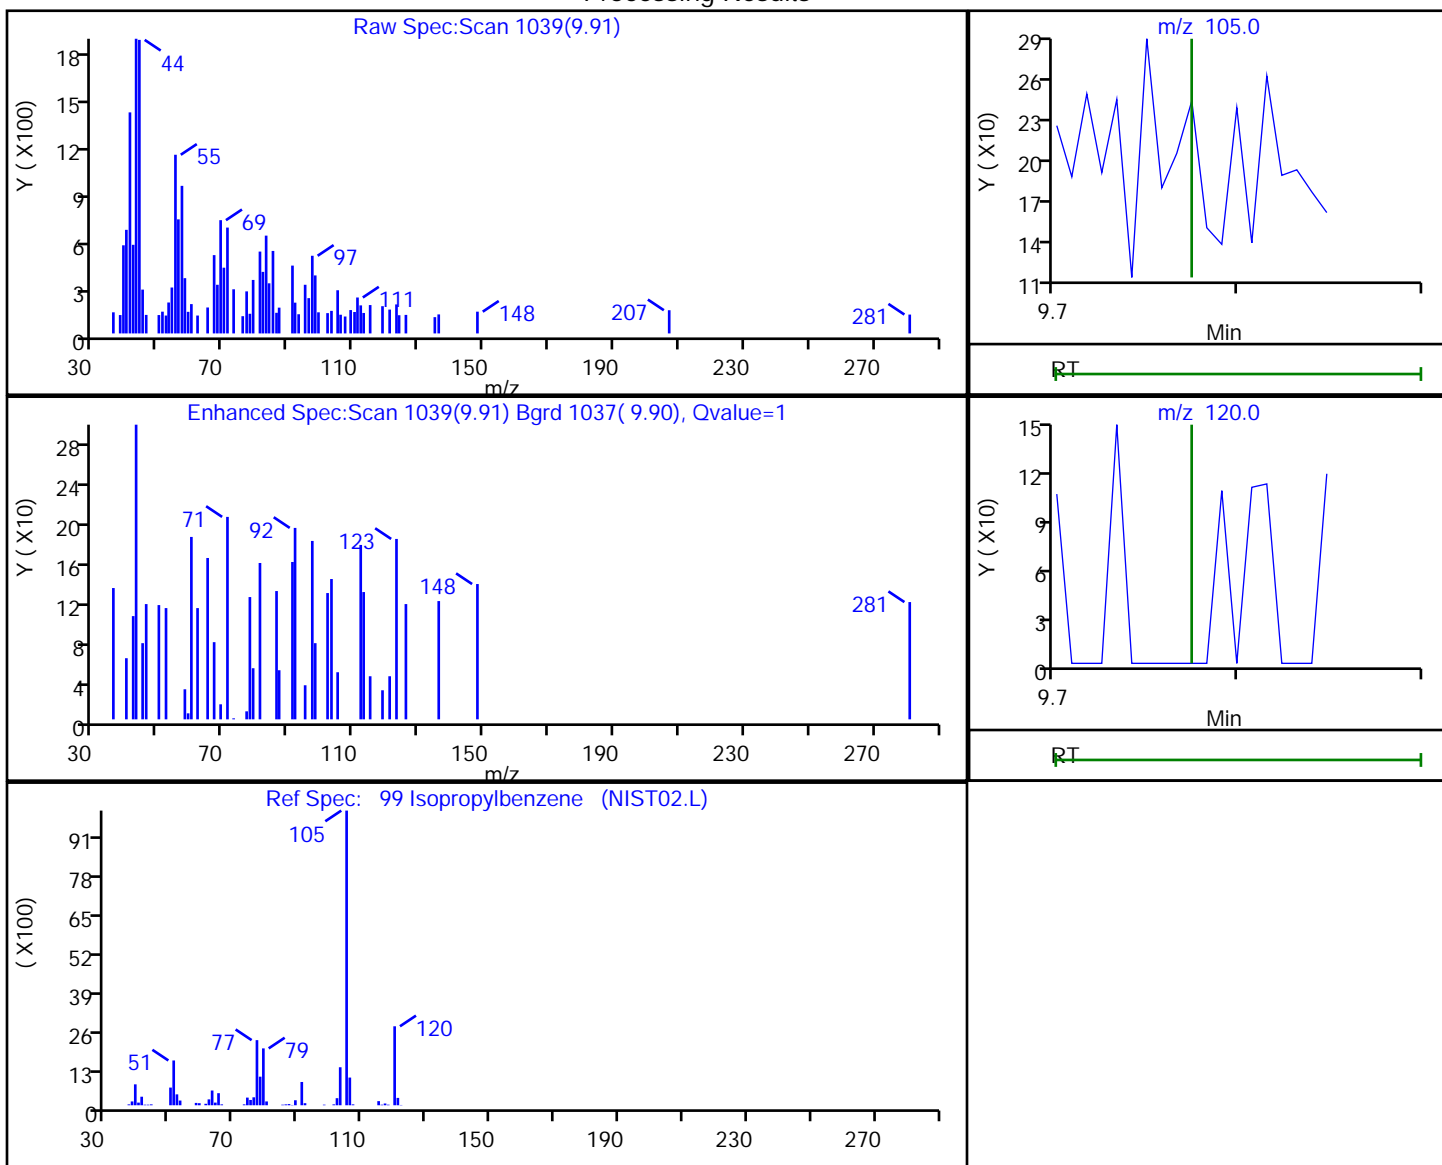 Processing Results
Raw Spec:Scan 1039(9.91)
Y ( X100)
18
15
12
9
6
3
0
44
55
69
97
111
148
207
281
30 70 110 150 190 230 270
m/z
m/z 105.0
Y ( X10)
29
26
23
20
17
14
11
9.7
Min
RT
Enhanced Spec:Scan 1039(9.91) Bgrd 1037( 9.90), Qvalue=1
Y ( X10)
28
24
20
16
12
8
4
0
71
92
123
148
281
30 70 110 150 190 230 270
m/z
m/z 120.0
Y ( X10)
15
12
9
6
3
0
9.7
Min
RT
Ref Spec: 99 Isopropylbenzene (NIST02.L)
( X100)
91
78
65
52
39
26
13
0
51
77
79
105
120
30 70 110 150 190 230 270